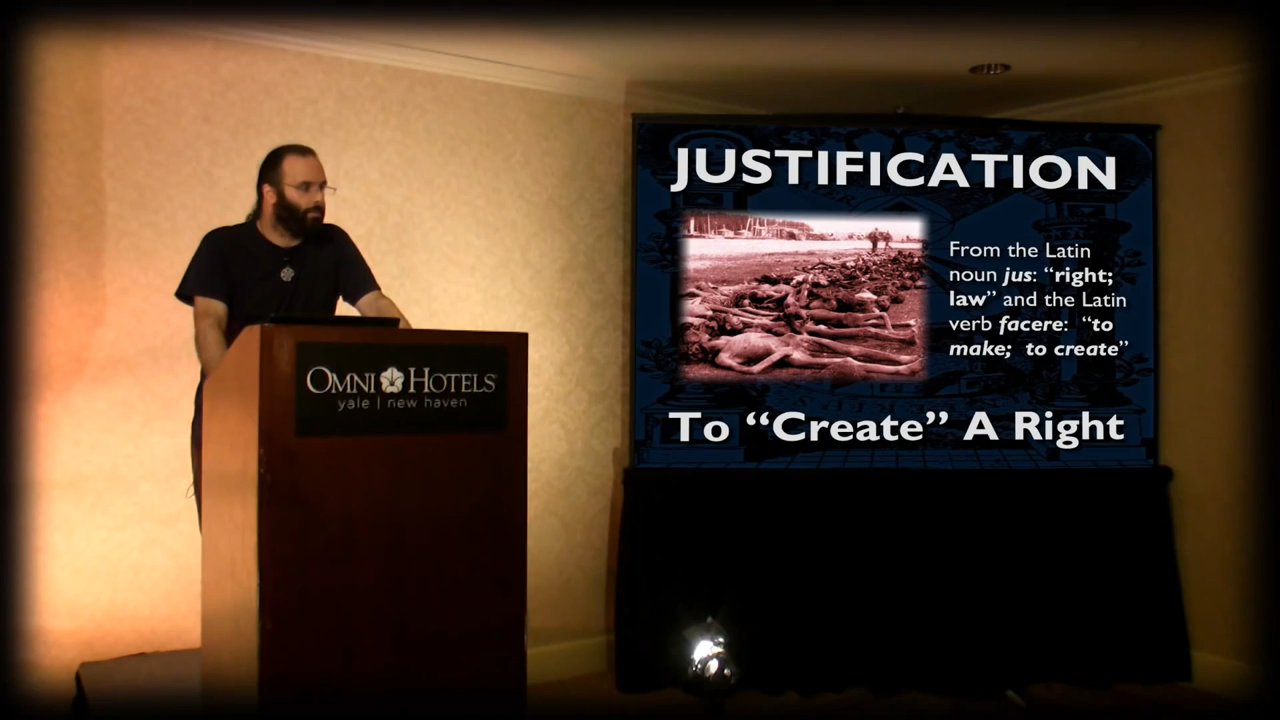 OMNI HOTELS
yale | new haven
JUSTIFICATION
From the Latin
noun jus: “right;
law” and the Latin
verb facere: “to
make; to create”
To “Create” A Right